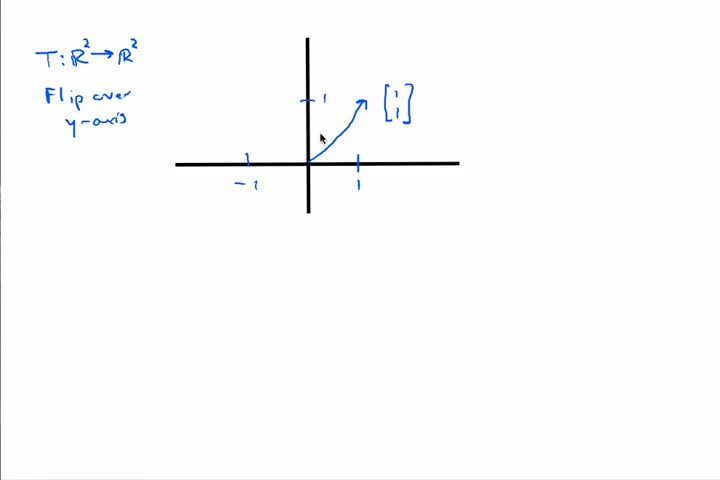 T: ℝ² → ℝ²
Flip over
y-axis
1
[1
1]
-1
1